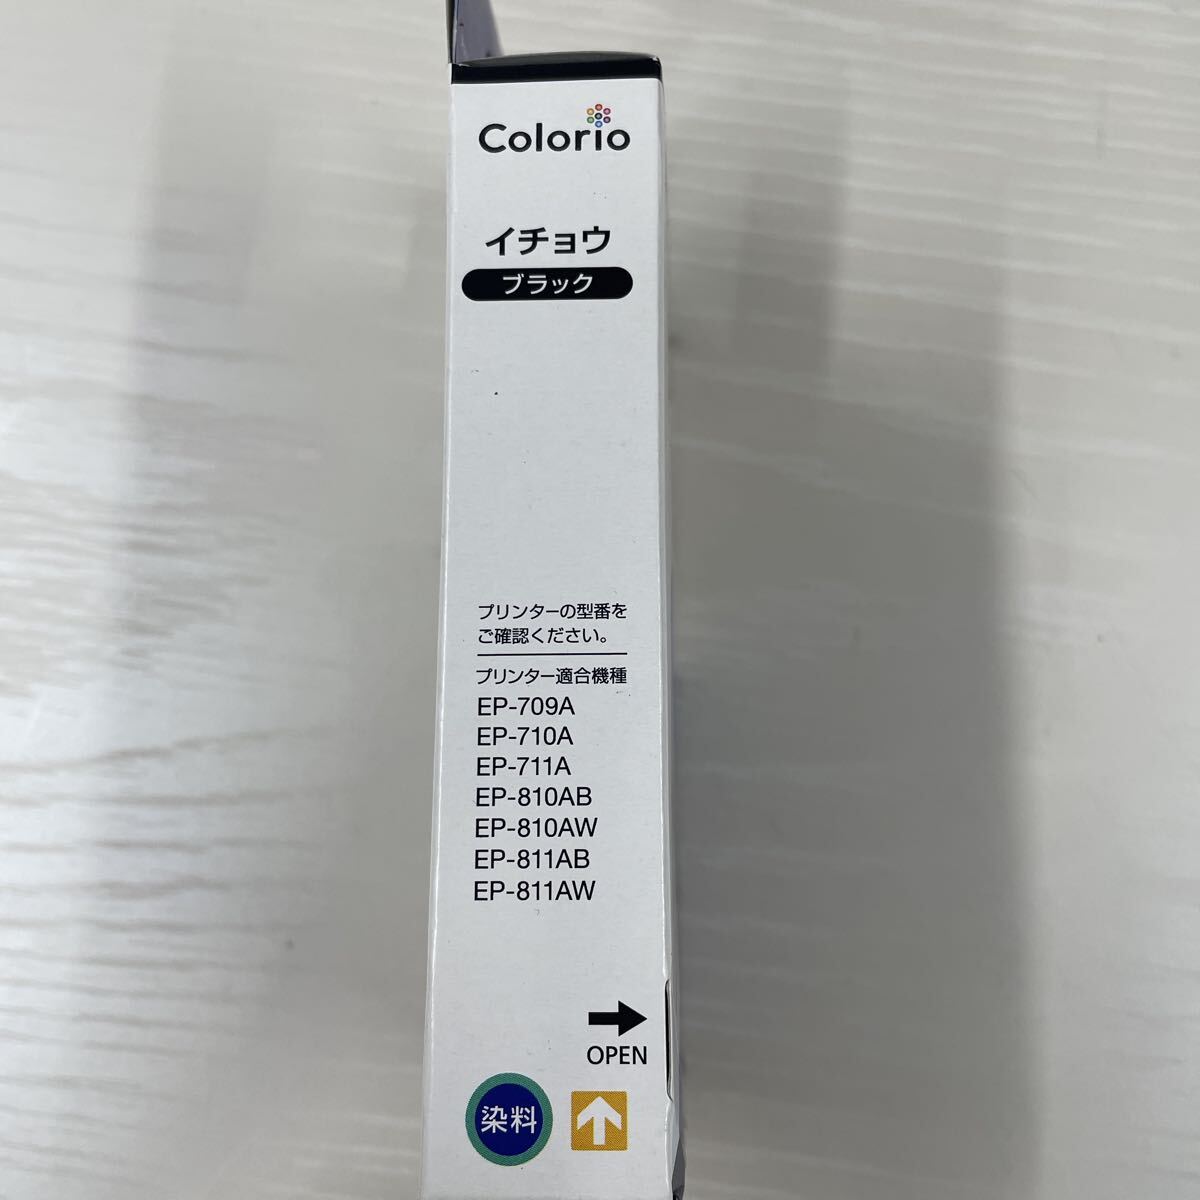 Colorio
イチョウ
ブラック
プリンターの型番を
ご確認ください。
プリンター適合機種
EP-709A
EP-710A
EP-711A
EP-810AB
EP-810AW
EP-811AB
EP-811AW
OPEN
染料